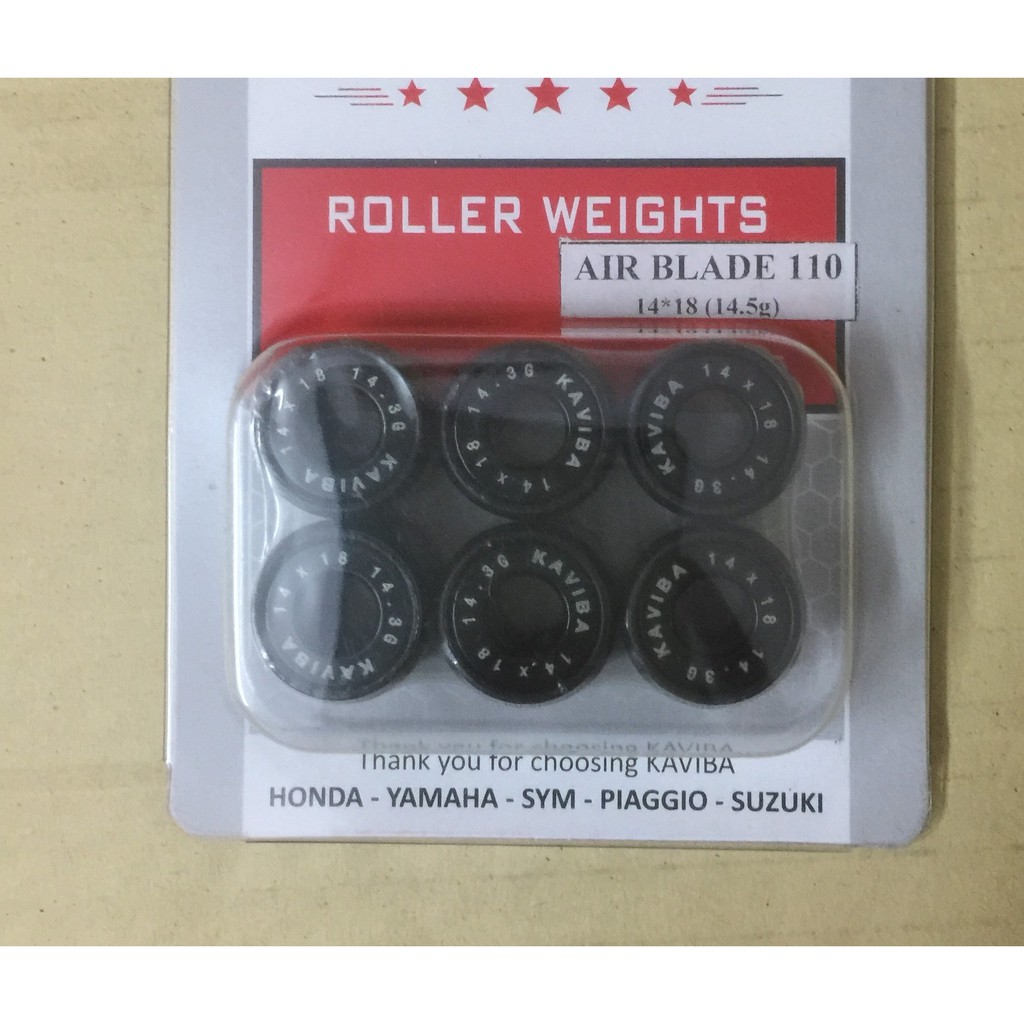 ROLLER WEIGHTS
AIR BLADE 110
14*18 (14.5g)
14 x 18 14.3G KAVIBA
14 x 18 14.3G KAVIBA
KAVIBA 14 x 18 14.3G
14 x 18 14.3G KAVIBA
14 x 18 14.3G KAVIBA
KAVIBA 14 x 18 14.3G
Thank you for choosing KAVIBA
HONDA - YAMAHA - SYM - PIAGGIO - SUZUKI